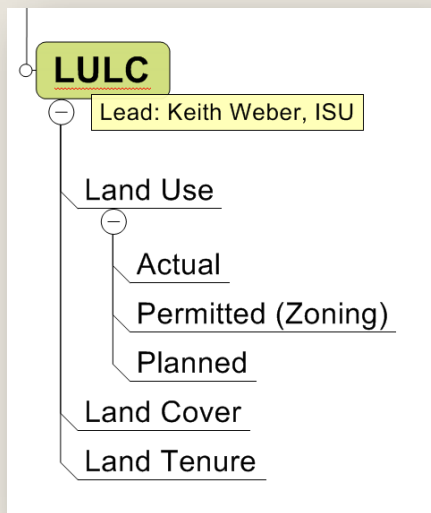 LULC
Lead: Keith Weber, ISU
Land Use
Actual
Permitted (Zoning)
Planned
Land Cover
Land Tenure